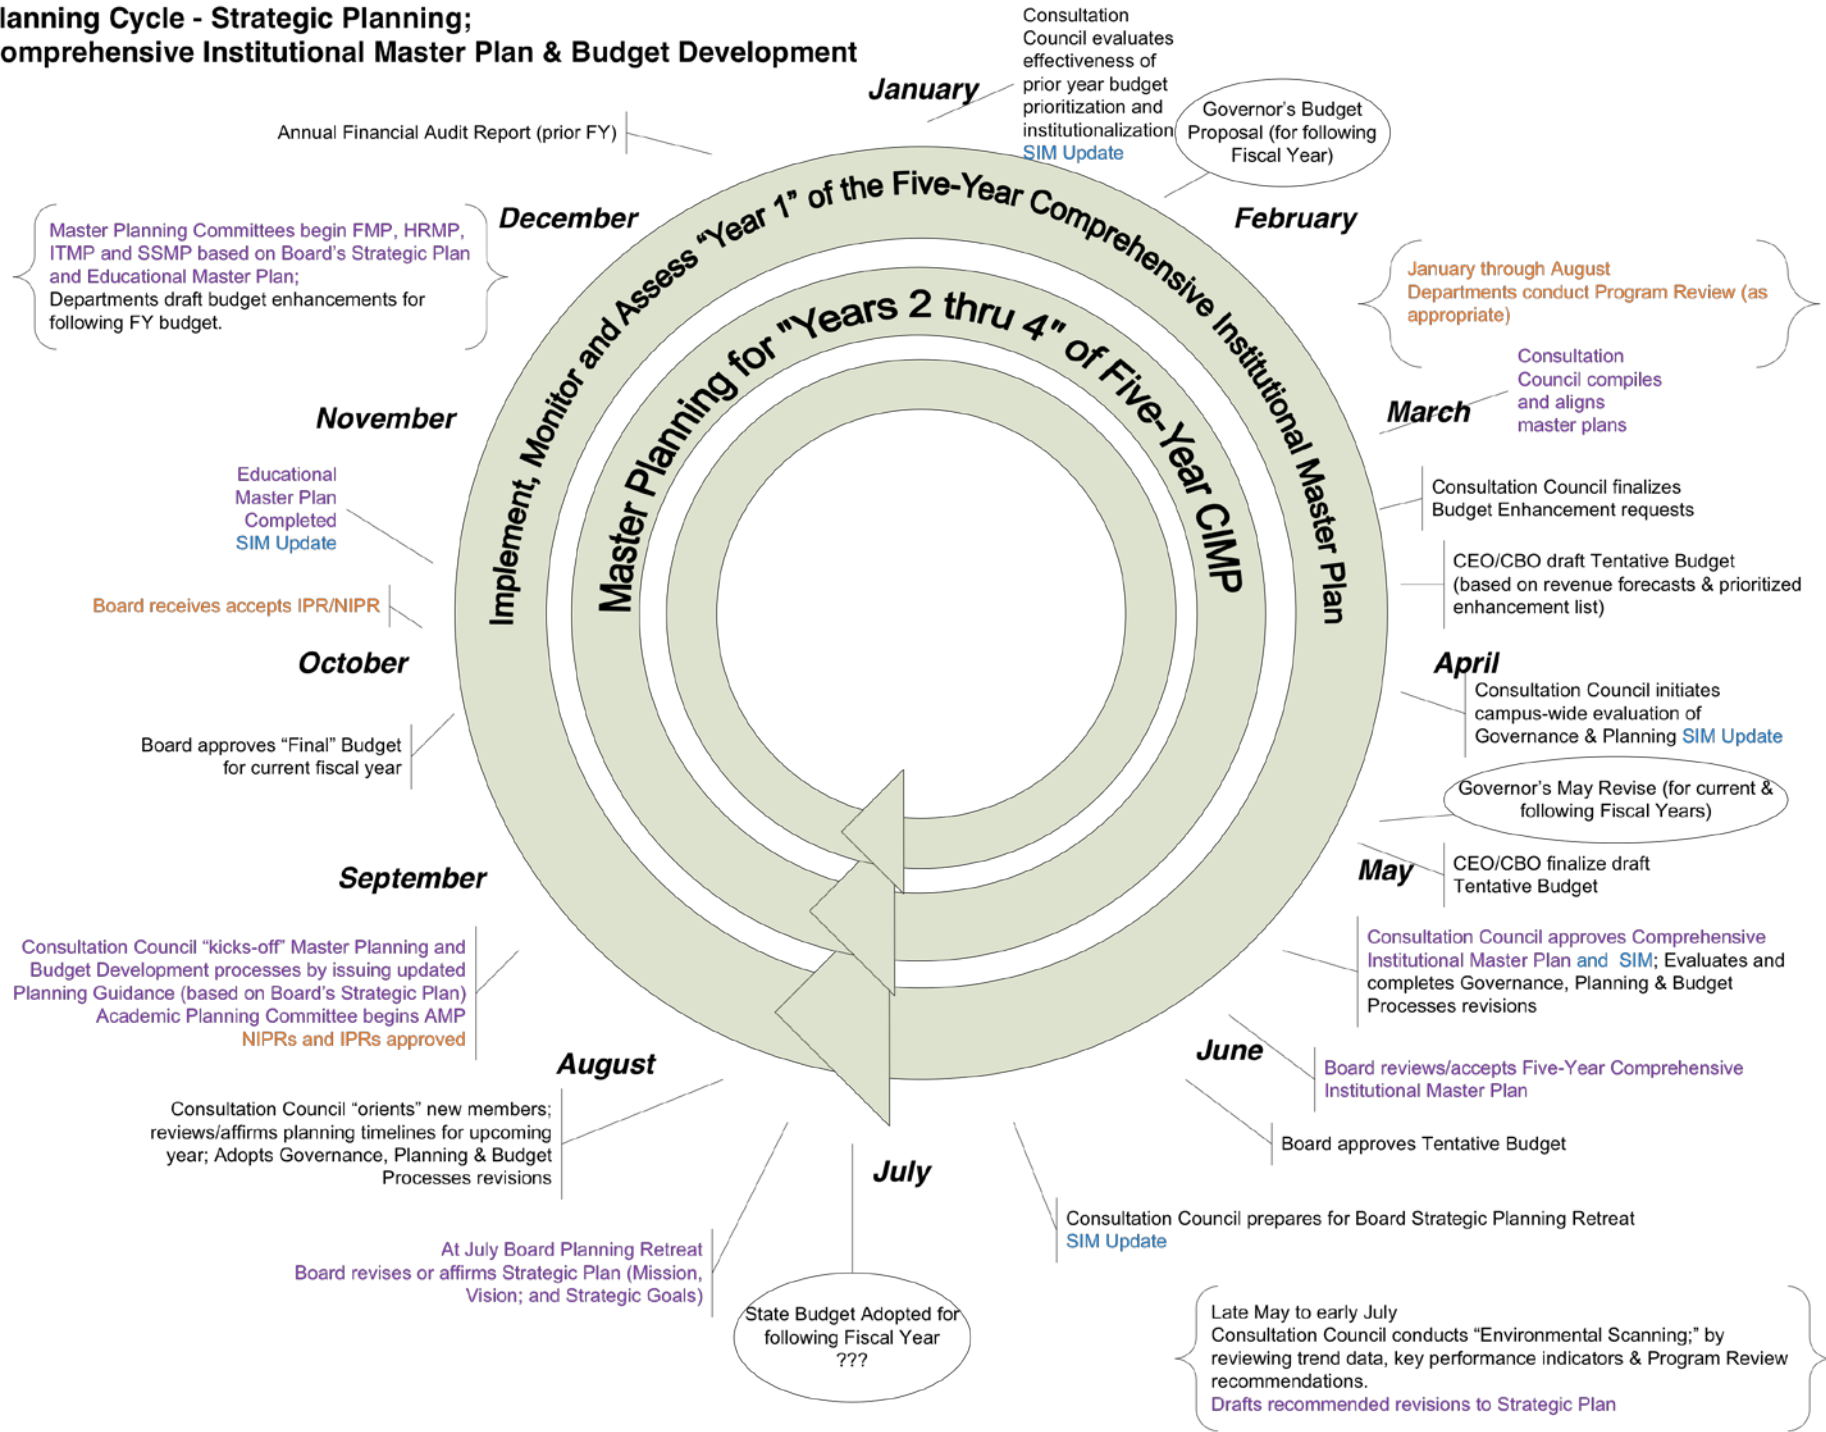 lanning Cycle - Strategic Planning;
omprehensive Institutional Master Plan & Budget Development
January
Consultation
Council evaluates
effectiveness of
prior year budget
prioritization and
institutionalization
SIM Update
Governor's Budget
Proposal (for following
Fiscal Year)
February
January through August
Departments conduct Program Review (as
appropriate)
March
Consultation
Council compiles
and aligns
master plans
Consultation Council finalizes
Budget Enhancement requests
CEO/CBO draft Tentative Budget
(based on revenue forecasts & prioritized
enhancement list)
April
Consultation Council initiates
campus-wide evaluation of
Governance & Planning SIM Update
Governor's May Revise (for current &
following Fiscal Years)
May
CEO/CBO finalize draft
Tentative Budget
Consultation Council approves Comprehensive
Institutional Master Plan and SIM; Evaluates and
completes Governance, Planning & Budget
Processes revisions
June
Board reviews/accepts Five-Year Comprehensive
Institutional Master Plan
Board approves Tentative Budget
Consultation Council prepares for Board Strategic Planning Retreat
SIM Update
Late May to early July
Consultation Council conducts “Environmental Scanning;” by
reviewing trend data, key performance indicators & Program Review
recommendations.
Drafts recommended revisions to Strategic Plan
July
State Budget Adopted for
following Fiscal Year
???
At July Board Planning Retreat
Board revises or affirms Strategic Plan (Mission,
Vision; and Strategic Goals)
August
Consultation Council “orients” new members;
reviews/affirms planning timelines for upcoming
year; Adopts Governance, Planning & Budget
Processes revisions
September
Consultation Council “kicks-off” Master Planning and
Budget Development processes by issuing updated
Planning Guidance (based on Board's Strategic Plan)
Academic Planning Committee begins AMP
NIPRs and IPRs approved
Board approves “Final” Budget
for current fiscal year
October
Board receives accepts IPR/NIPR
Educational
Master Plan
Completed
SIM Update
November
Master Planning Committees begin FMP, HRMP,
ITMP and SSMP based on Board's Strategic Plan
and Educational Master Plan;
Departments draft budget enhancements for
following FY budget.
December
Annual Financial Audit Report (prior FY)
Implement, Monitor and Assess “Year 1” of the Five-Year Comprehensive Institutional Master Plan
Master Planning for "Years 2 thru 4" of Five-Year CIMP